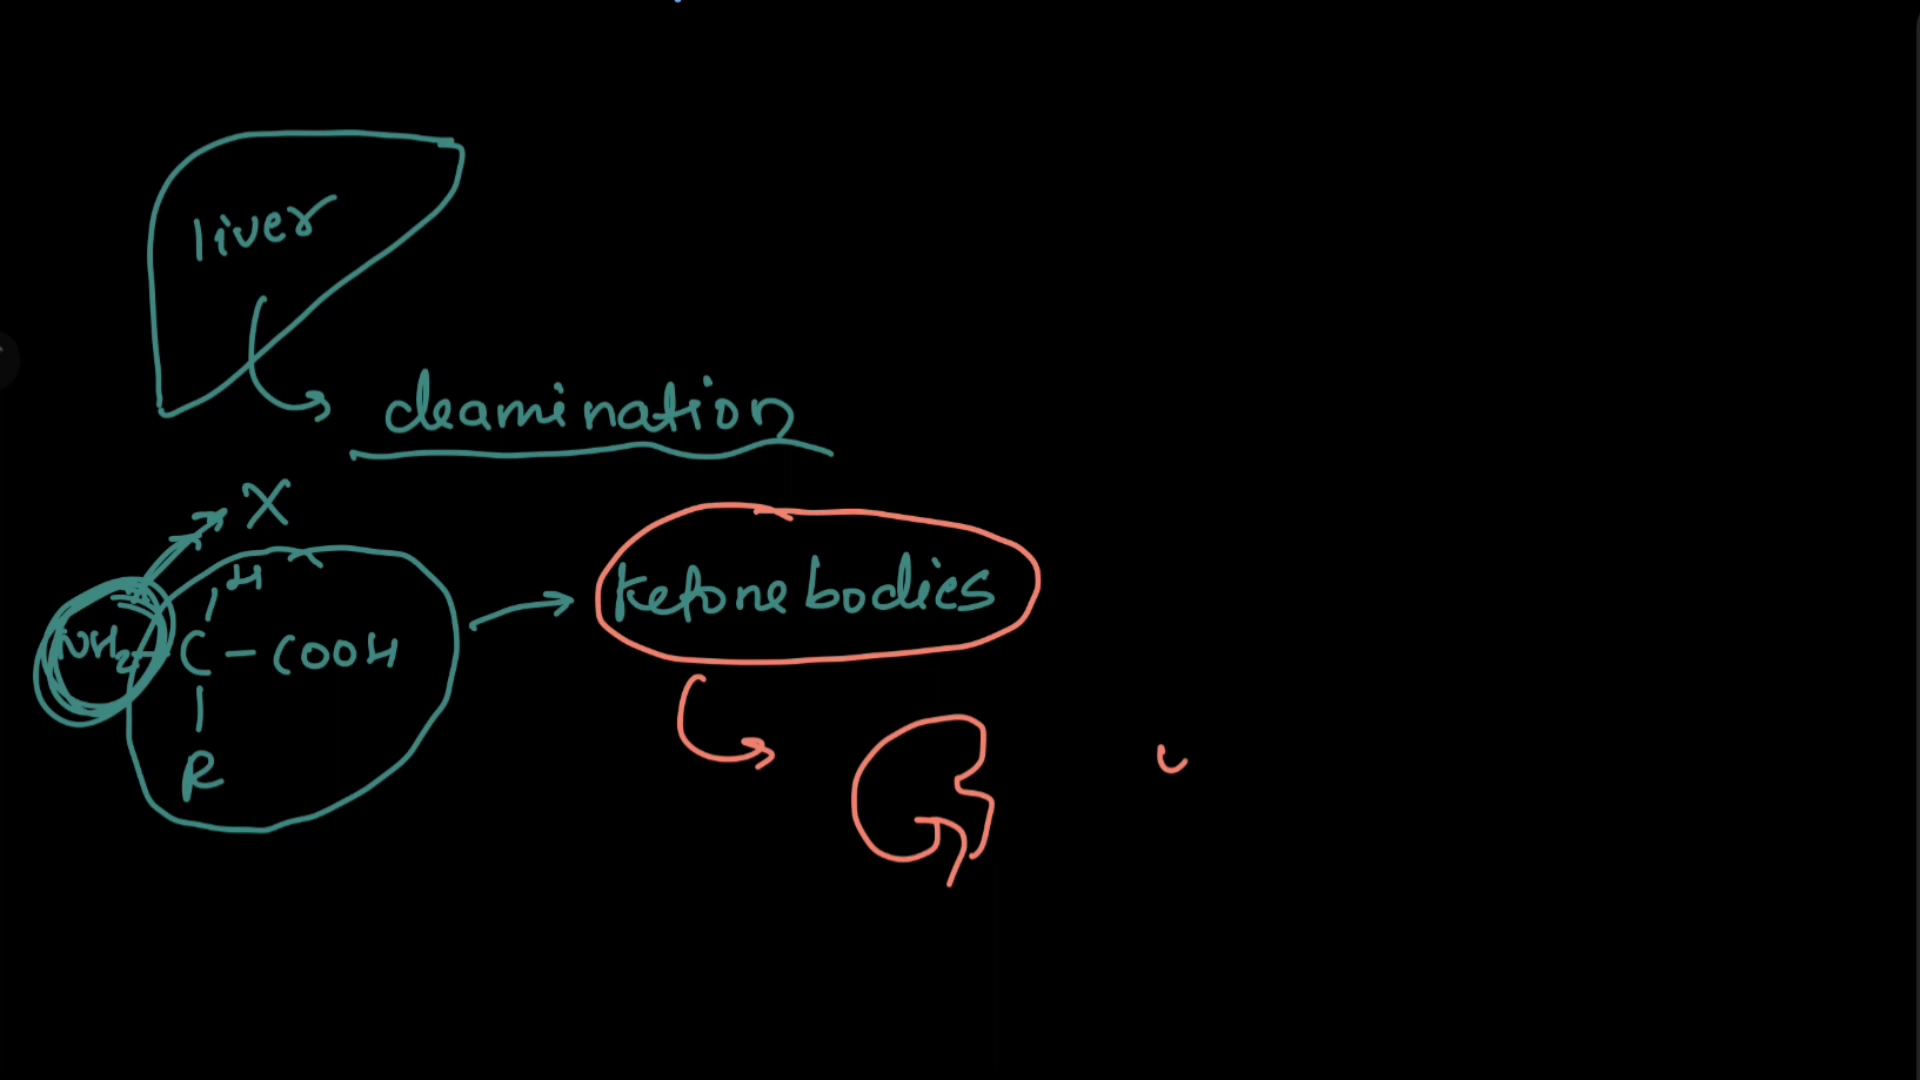 liver
deamination
X
H
NH2-C-COOH
R
ketone bodies